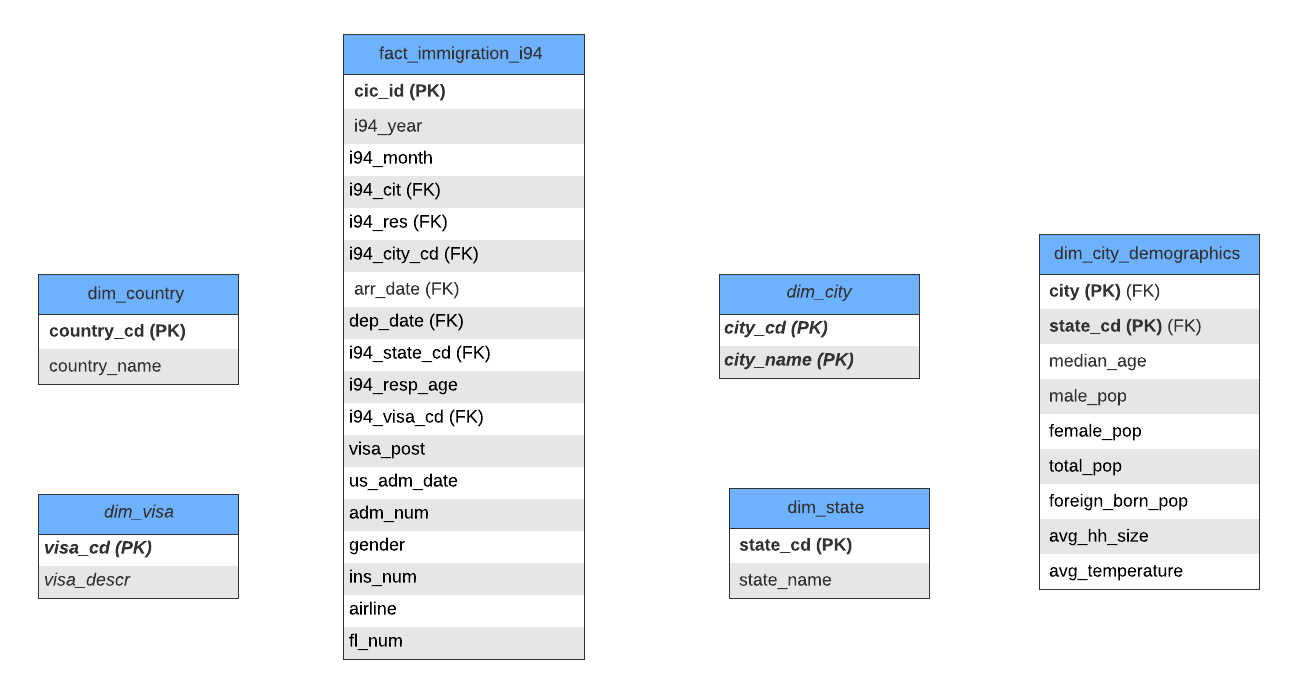 fact_immigration_i94
cic_id (PK)
i94_year
i94_month
i94_cit (FK)
i94_res (FK)
i94_city_cd (FK)
arr_date (FK)
dep_date (FK)
i94_state_cd (FK)
i94_resp_age
i94_visa_cd (FK)
visa_post
us_adm_date
adm_num
gender
ins_num
airline
fl_num
dim_country
country_cd (PK)
country_name
dim_visa
visa_cd (PK)
visa_descr
dim_city
city_cd (PK)
city_name (PK)
dim_state
state_cd (PK)
state_name
dim_city_demographics
city (PK) (FK)
state_cd (PK) (FK)
median_age
male_pop
female_pop
total_pop
foreign_born_pop
avg_hh_size
avg_temperature